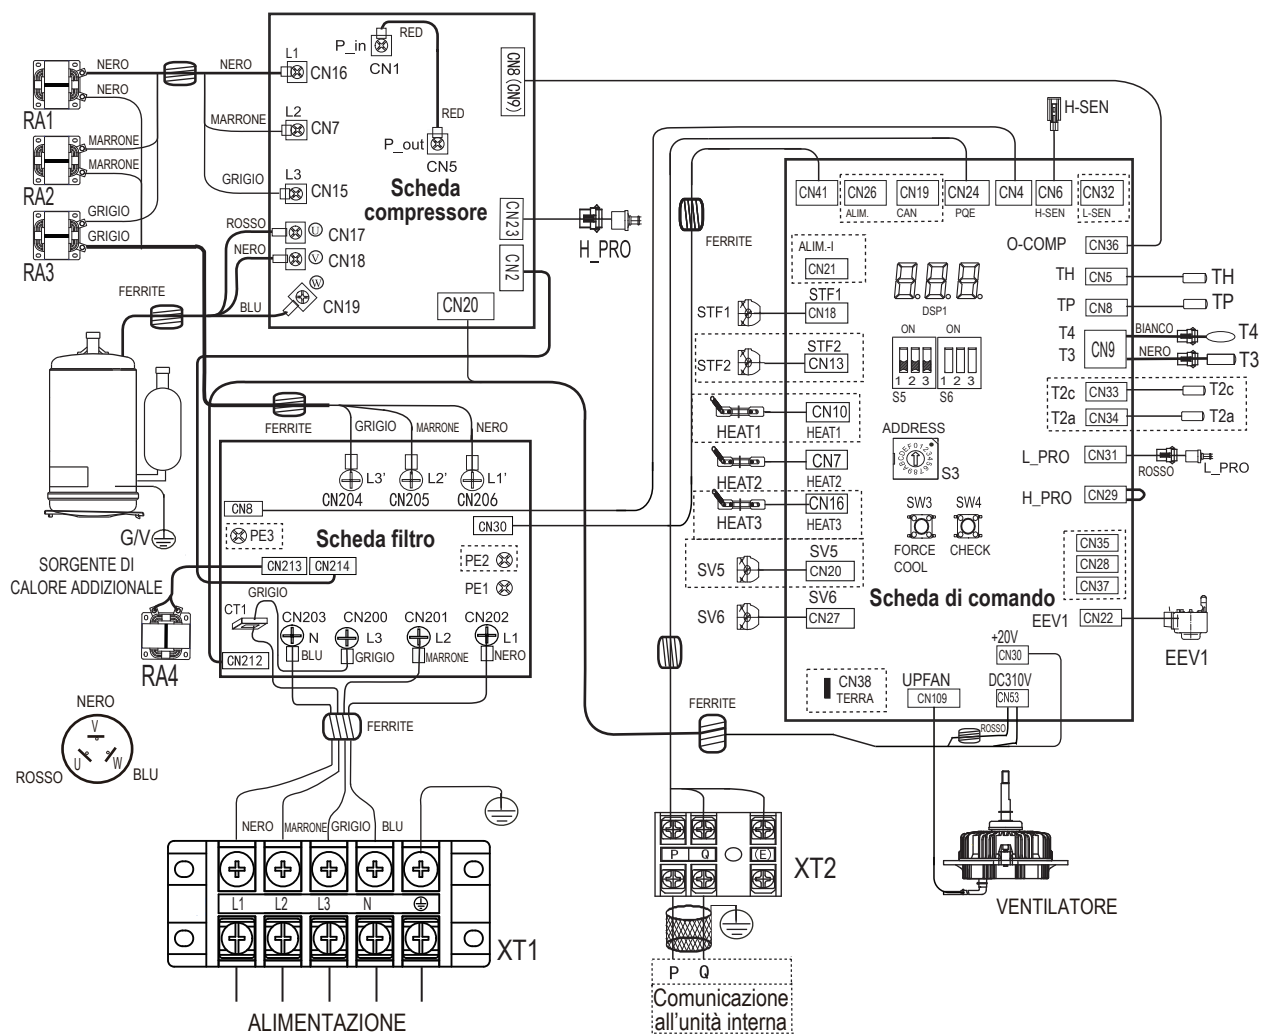 RED
P_in
CN1
L1
CN16
NERO
NERO
NERO
RA1
MARRONE
L2
CN7
RED
P_out
CN5
CN8 (CN9)
H-SEN
MARRONE
MARRONE
RA2
GRIGIO
L3
CN15
Scheda
compressore
GRIGIO
GRIGIO
RA3
ROSSO
U
CN17
NERO
V
CN18
W
CN19
BLU
CN23
CN2
CN20
H_PRO
FERRITE
FERRITE
CN41
CN26
CN19
CN24
CN4
CN6
CN32
ALIM.
CAN
PQE
H-SEN
L-SEN
O-COMP
CN36
ALIM.-I
CN21
DSP1
TH
CN5
TH
TP
CN8
TP
STF1
STF1
CN18
T4
T3
CN9
BIANCO
T4
NERO
T3
STF2
STF2
CN13
ON
ON
1 2 3
1 2 3
S5
S6
T2c
CN33
T2c
T2a
CN34
T2a
CN10
HEAT1
HEAT1
ADDRESS
0123456789ABCDEF
S3
CN7
HEAT2
HEAT2
L_PRO
CN31
ROSSO
L_PRO
CN16
HEAT3
HEAT3
H_PRO
CN29
SW3
SW4
FORCE
COOL
CHECK
CN35
CN28
CN37
SV5
SV5
CN20
SV6
SV6
CN27
Scheda di comando
EEV1
CN22
EEV1
+20V
CN30
CN38
TERRA
UPFAN
CN109
DC310V
CN53
ROSSO
FERRITE
GRIGIO
MARRONE
NERO
L3'
L2'
L1'
CN204
CN205
CN206
CN8
CN30
PE3
Scheda filtro
PE2
PE1
CN213
CN214
G/V
SORGENTE DI
CALORE ADDIZIONALE
GRIGIO
CT1
CN203
CN200
CN201
CN202
N
L3
L2
L1
BLU
GRIGIO
MARRONE
NERO
CN212
RA4
FERRITE
FERRITE
NERO
V
U
W
ROSSO
BLU
NERO
MARRONE
GRIGIO
BLU
L1
L2
L3
N
XT1
ALIMENTAZIONE
P
Q
(E)
XT2
P
Q
Comunicazione
all'unità interna
VENTILATORE